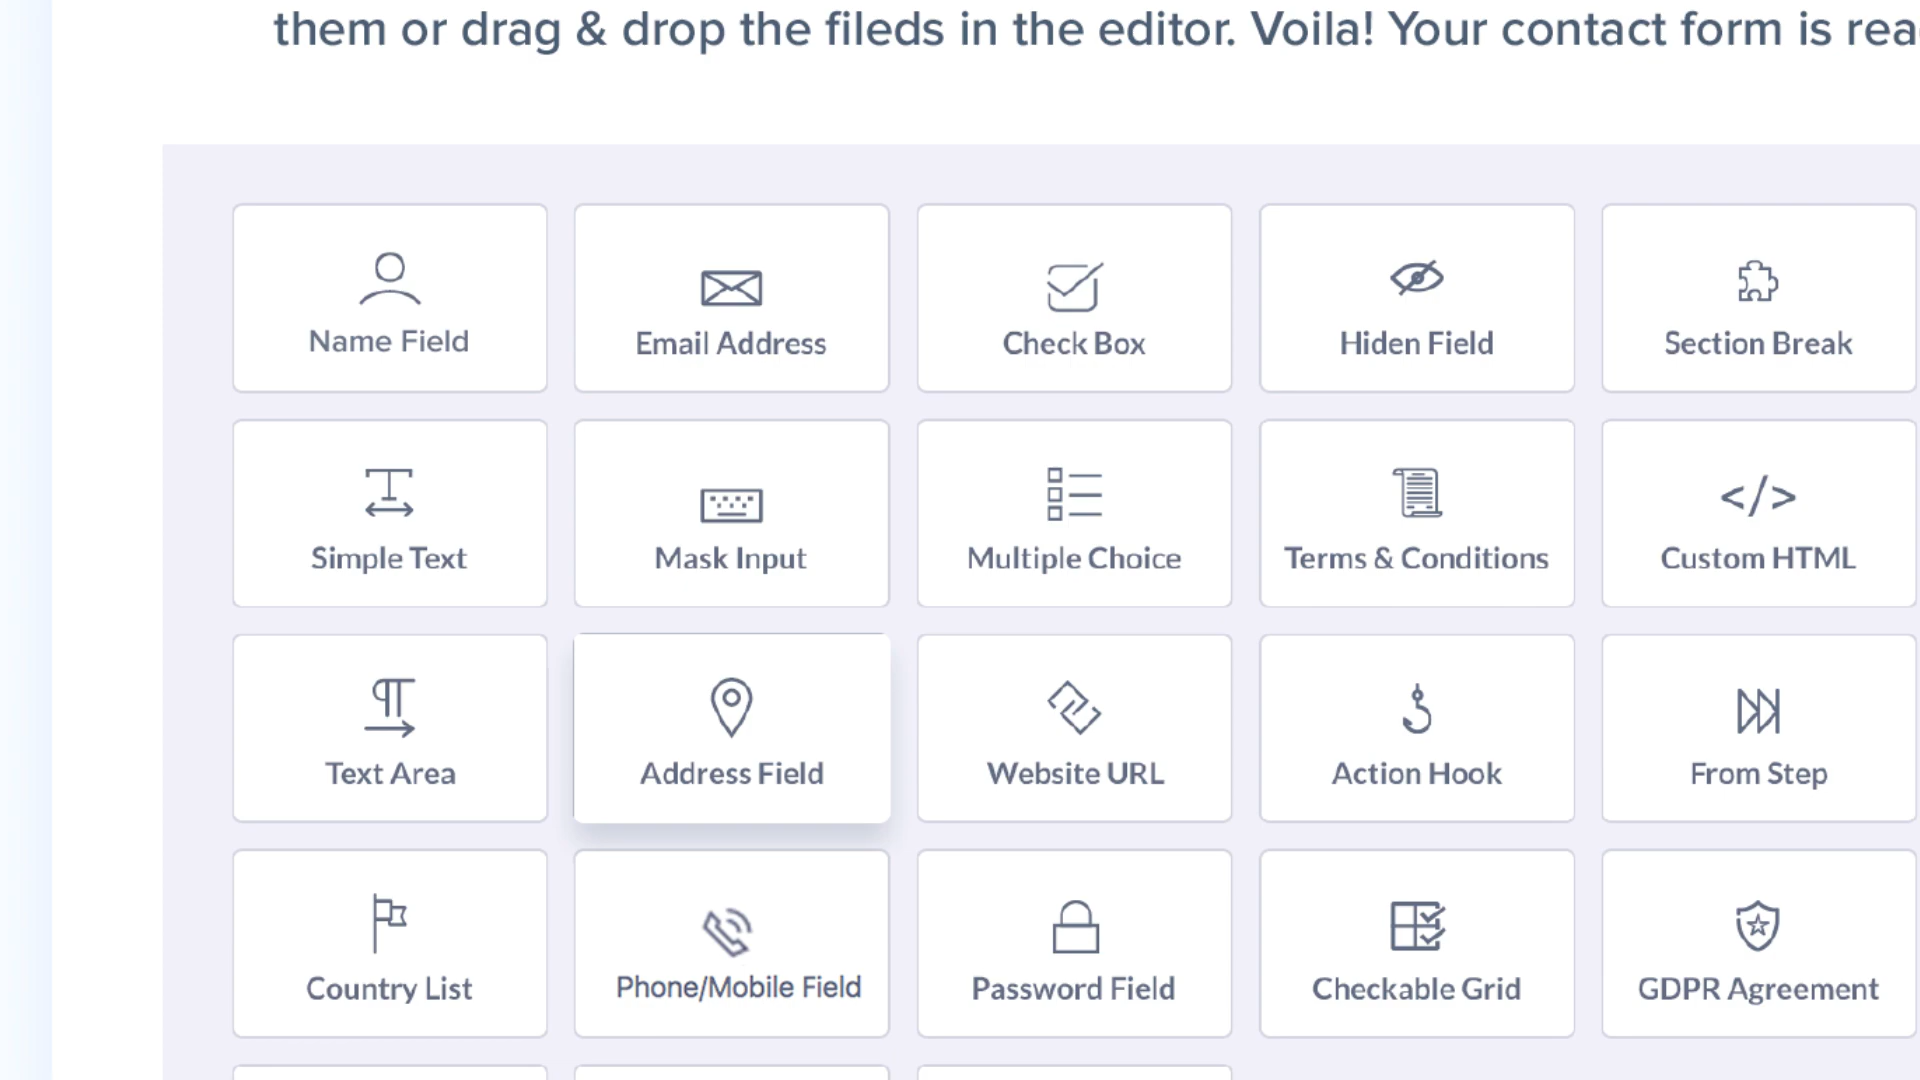 them or drag & drop the fileds in the editor. Voila! Your contact form is rea
Name Field
Email Address
Check Box
Hiden Field
Section Break
Simple Text
Mask Input
Multiple Choice
Terms & Conditions
Custom HTML
Text Area
Address Field
Website URL
Action Hook
From Step
Country List
Phone/Mobile Field
Password Field
Checkable Grid
GDPR Agreement